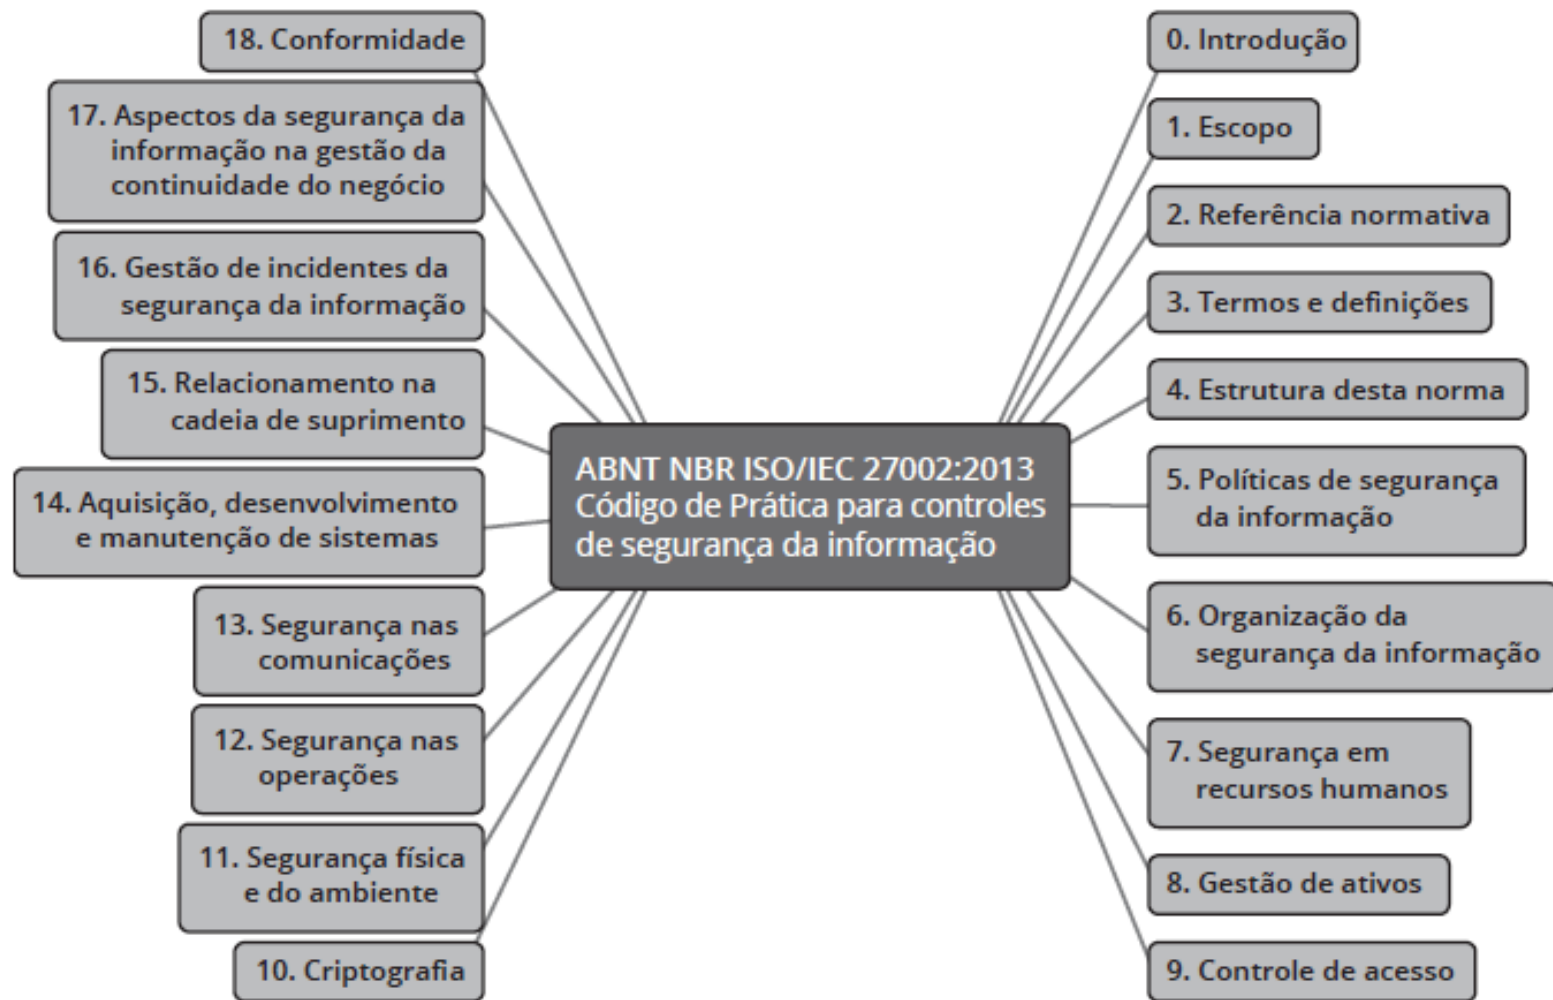 18. Conformidade
17. Aspectos da segurança da
informação na gestão da
continuidade do negócio
16. Gestão de incidentes da
segurança da informação
15. Relacionamento na
cadeia de suprimento
14. Aquisição, desenvolvimento
e manutenção de sistemas
13. Segurança nas
comunicações
12. Segurança nas
operações
11. Segurança física
e do ambiente
10. Criptografia
ABNT NBR ISO/IEC 27002:2013
Código de Prática para controles
de segurança da informação
0. Introdução
1. Escopo
2. Referência normativa
3. Termos e definições
4. Estrutura desta norma
5. Políticas de segurança
da informação
6. Organização da
segurança da informação
7. Segurança em
recursos humanos
8. Gestão de ativos
9. Controle de acesso